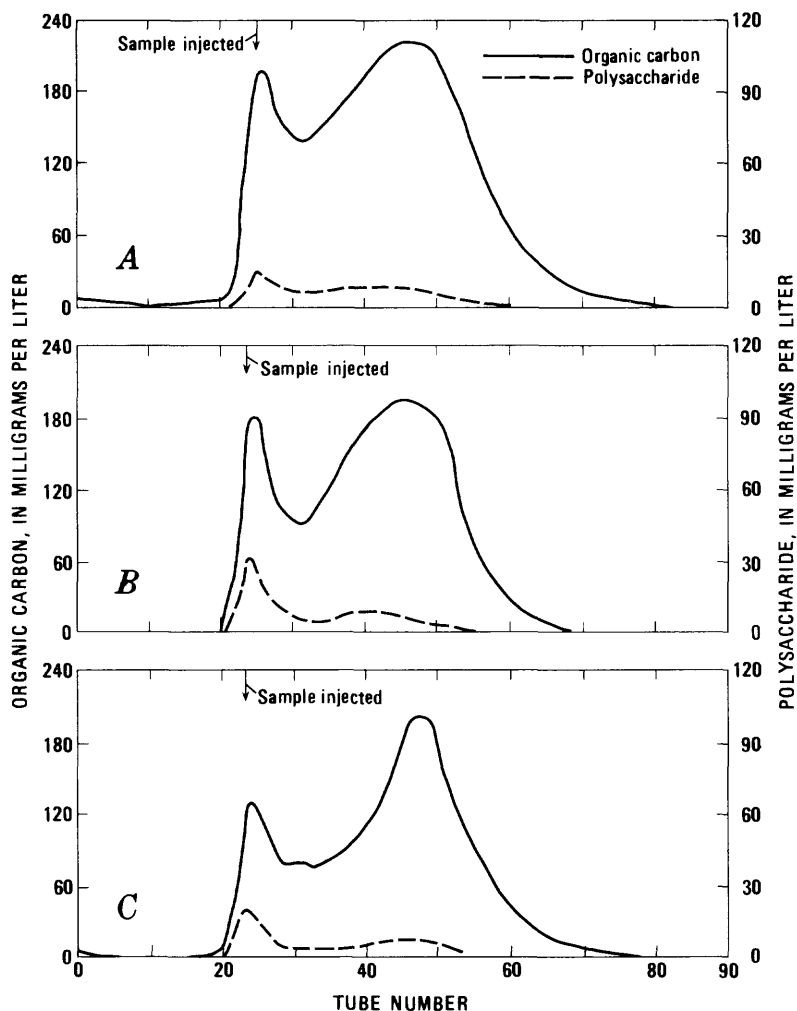 ORGANIC CARBON, IN MILLIGRAMS PER LITER
POLYSACCHARIDE, IN MILLIGRAMS PER LITER
240
180
120
60
0
Sample injected
Organic carbon
Polysaccharide
A
120
90
60
30
0
240
180
120
60
0
Sample injected
B
120
90
60
30
0
240
180
120
60
0
Sample injected
C
120
90
60
30
0
0 20 40 60 80 90
TUBE NUMBER